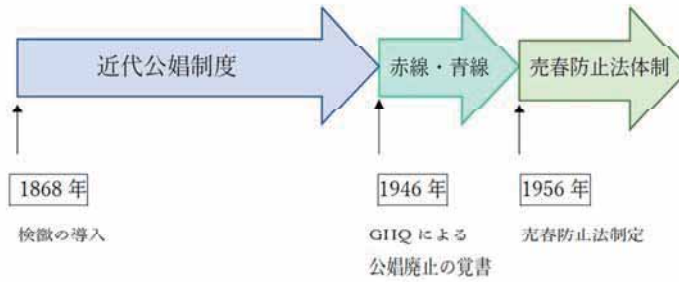 近代公娼制度
赤線・青線
売春防止法体制
1868 年
1946 年
1956 年
検黴の導入
GHQ による
公娼廃止の覚書
売春防止法制定